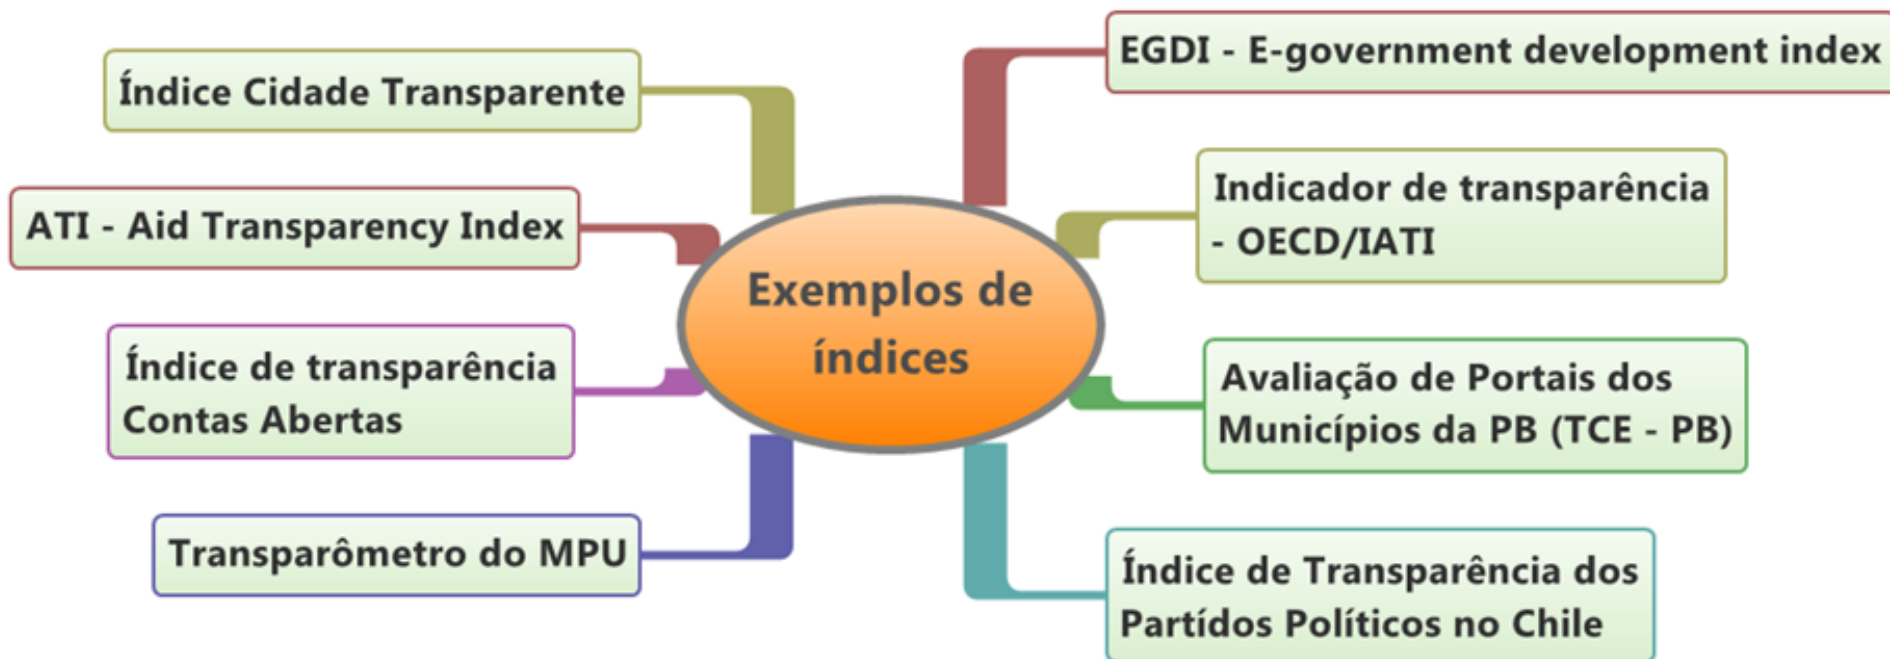 Índice Cidade Transparente
ATI - Aid Transparency Index
Índice de transparência
Contas Abertas
Transparômetro do MPU
Exemplos de
índices
EGDI - E-government development index
Indicador de transparência
- OECD/IATI
Avaliação de Portais dos
Municípios da PB (TCE - PB)
Índice de Transparência dos
Partídos Políticos no Chile